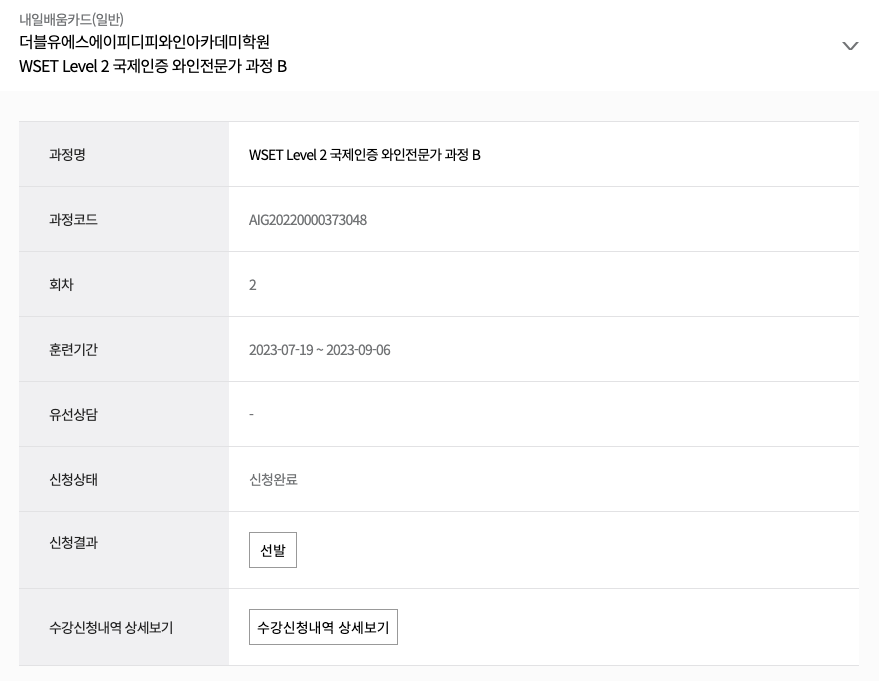 내일배움카드(일반)
더블유에스에이피디피와인아카데미학원
WSET Level 2 국제인증 와인전문가 과정 B
과정명 WSET Level 2 국제인증 와인전문가 과정 B
과정코드 AIG20220000373048
회차 2
훈련기간 2023-07-19 ~ 2023-09-06
유선상담 -
신청상태 신청완료
신청결과 선발
수강신청내역 상세보기 수강신청내역 상세보기